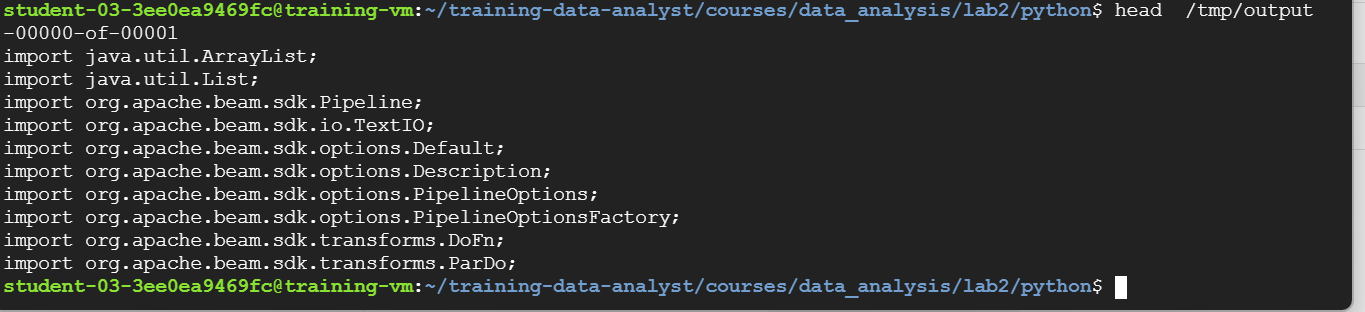 student-03-3ee0ea9469fc@training-vm:~/training-data-analyst/courses/data_analysis/lab2/python$ head  /tmp/output
-00000-of-00001
import java.util.ArrayList;
import java.util.List;
import org.apache.beam.sdk.Pipeline;
import org.apache.beam.sdk.io.TextIO;
import org.apache.beam.sdk.options.Default;
import org.apache.beam.sdk.options.Description;
import org.apache.beam.sdk.options.PipelineOptions;
import org.apache.beam.sdk.options.PipelineOptionsFactory;
import org.apache.beam.sdk.transforms.DoFn;
import org.apache.beam.sdk.transforms.ParDo;
student-03-3ee0ea9469fc@training-vm:~/training-data-analyst/courses/data_analysis/lab2/python$